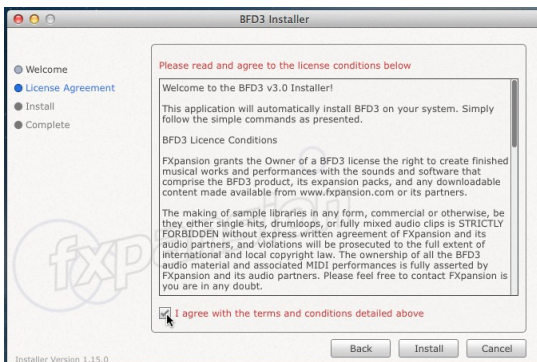 BFD3 Installer
Welcome
License Agreement
Install
Complete
Please read and agree to the license conditions below
Welcome to the BFD3 v3.0 Installer!
This application will automatically install BFD3 on your system. Simply
follow the simple commands as presented.
BFD3 Licence Conditions
FXpansion grants the Owner of a BFD3 license the right to create finished
musical works and performances with the sounds and software that
comprise the BFD3 product, its expansion packs, and any downloadable
content made available from www.fxpansion.com or its partners.
The making of sample libraries in any form, commercial or otherwise, be
they either single hits, drumloops, or fully mixed audio clips is STRICTLY
FORBIDDEN without express written agreement of FXpansion and its
audio partners, and violations will be prosecuted to the full extent of
international and local copyright law. The ownership of all the BFD3
audio material and associated MIDI performances is fully asserted by
FXpansion and its audio partners. Please feel free to contact FXpansion is
you are in any doubt.
I agree with the terms and conditions detailed above
fxpansion
Back
Install
Cancel
Installer Version 1.15.0